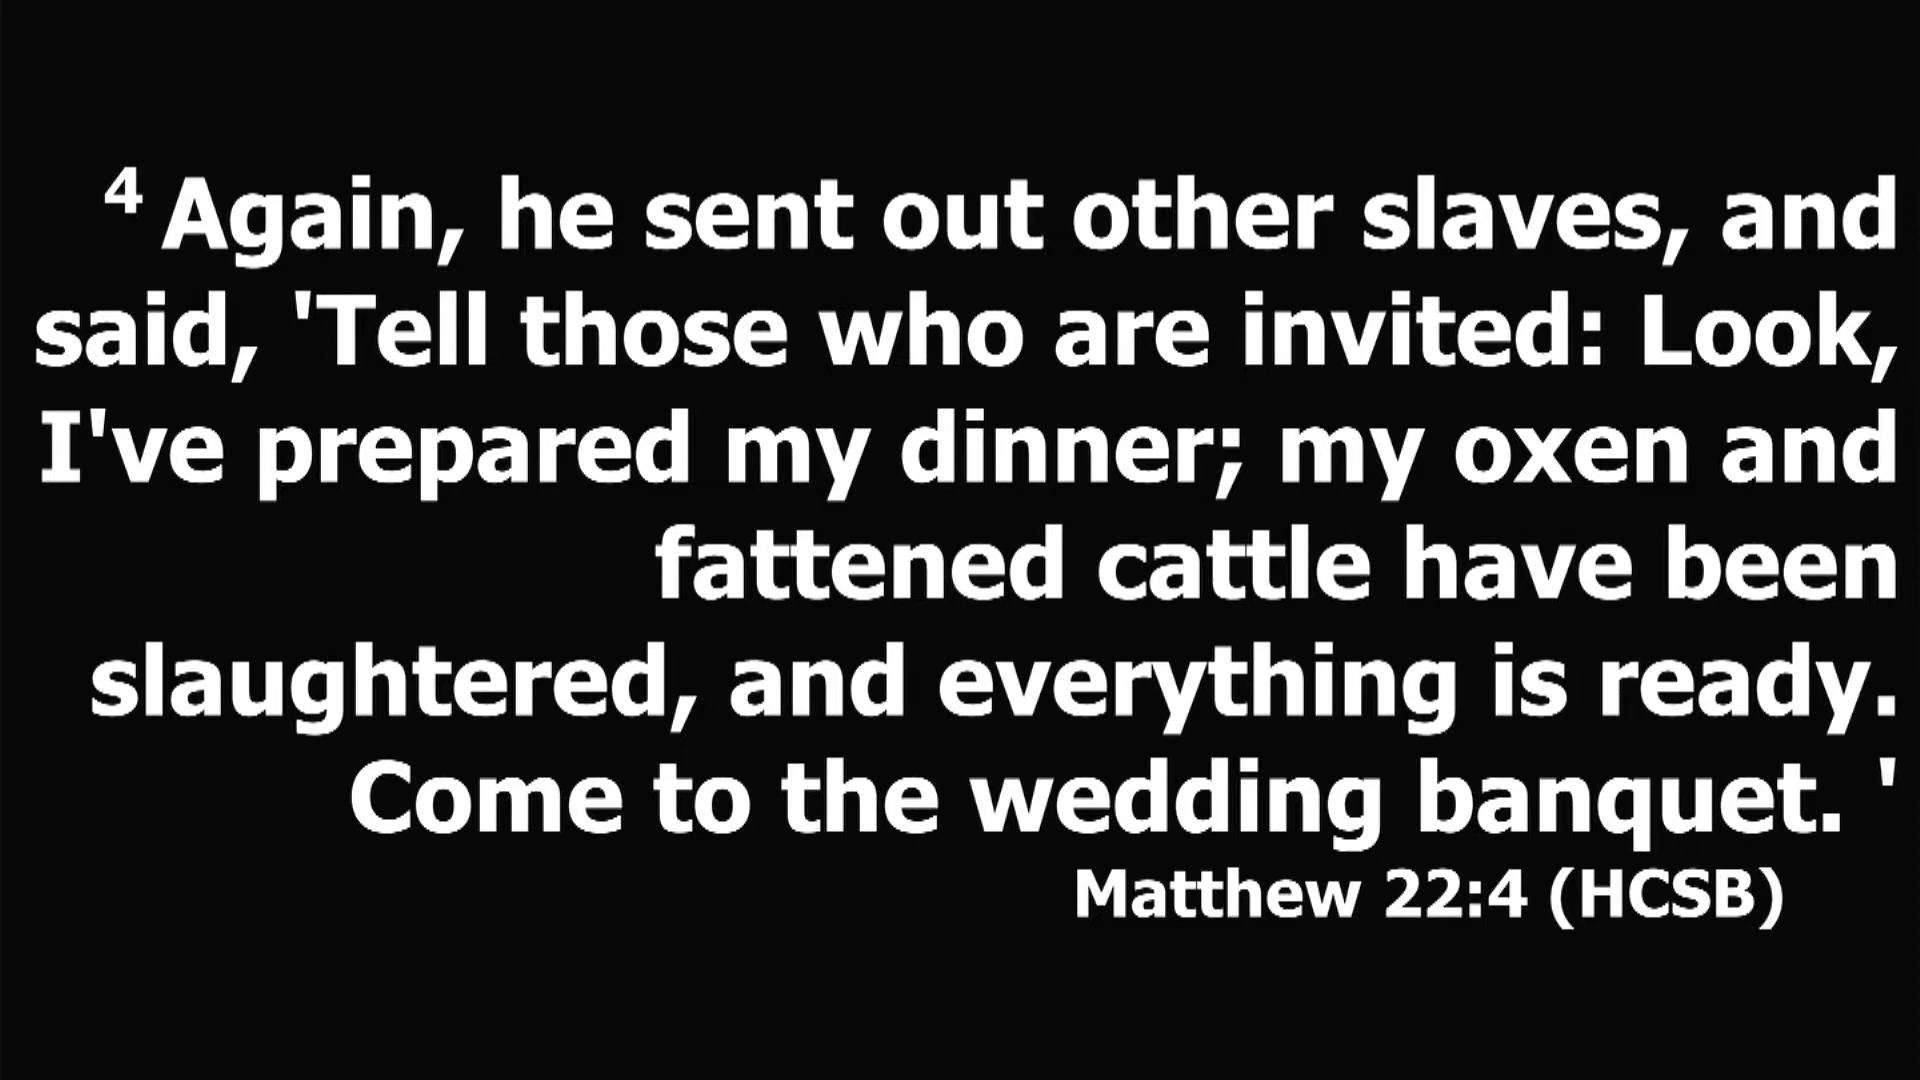 4 Again, he sent out other slaves, and
said, 'Tell those who are invited: Look,
I've prepared my dinner; my oxen and
fattened cattle have been
slaughtered, and everything is ready.
Come to the wedding banquet. '
Matthew 22:4 (HCSB)